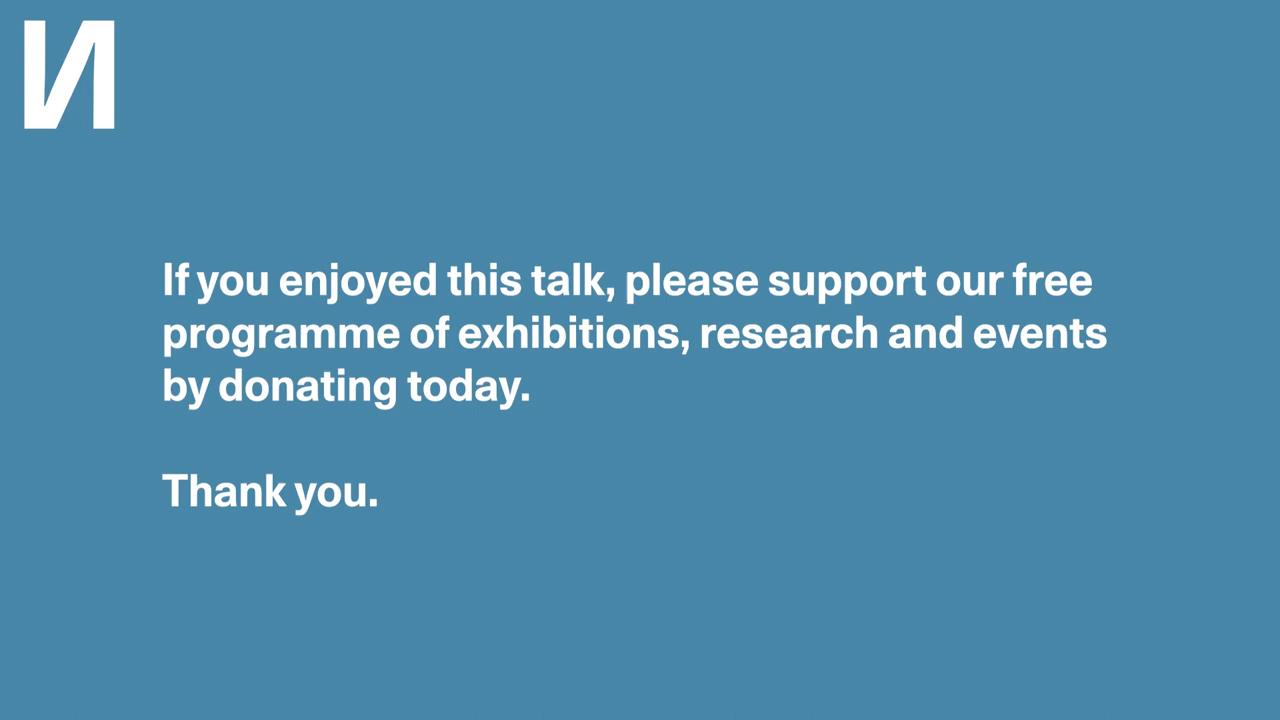 И
If you enjoyed this talk, please support our free
programme of exhibitions, research and events
by donating today.
Thank you.